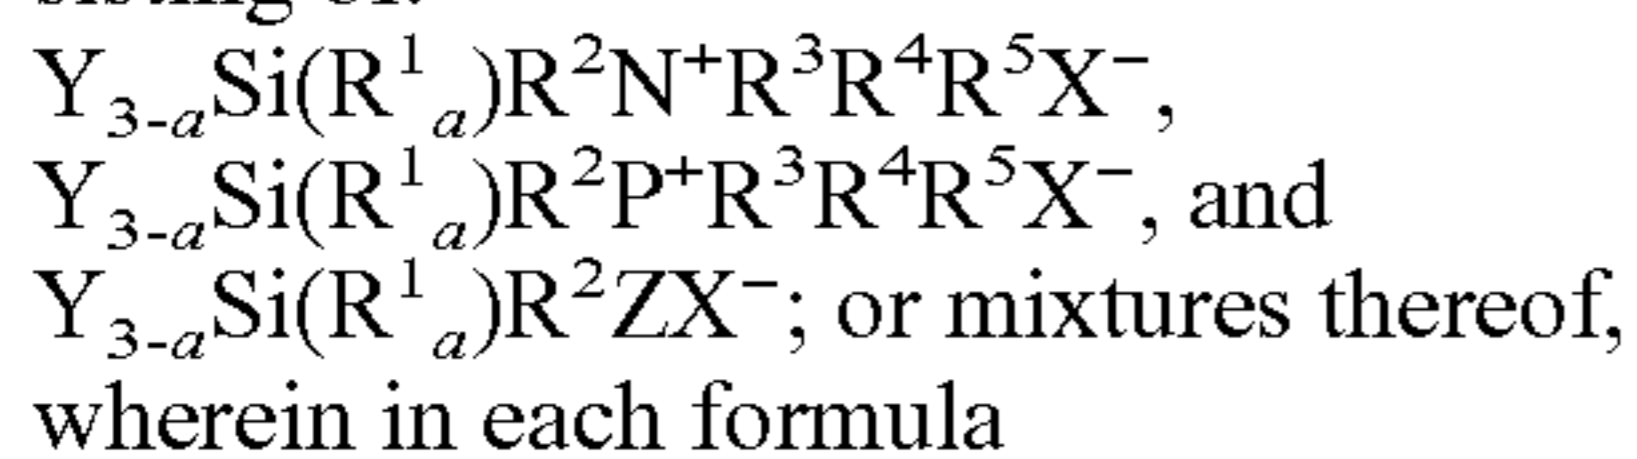 Y₃₋ₐSi(R¹ₐ)R²N⁺R³R⁴R⁵X⁻,
Y₃₋ₐSi(R¹ₐ)R²P⁺R³R⁴R⁵X⁻, and
Y₃₋ₐSi(R¹ₐ)R²ZX⁻; or mixtures thereof,
wherein in each formula